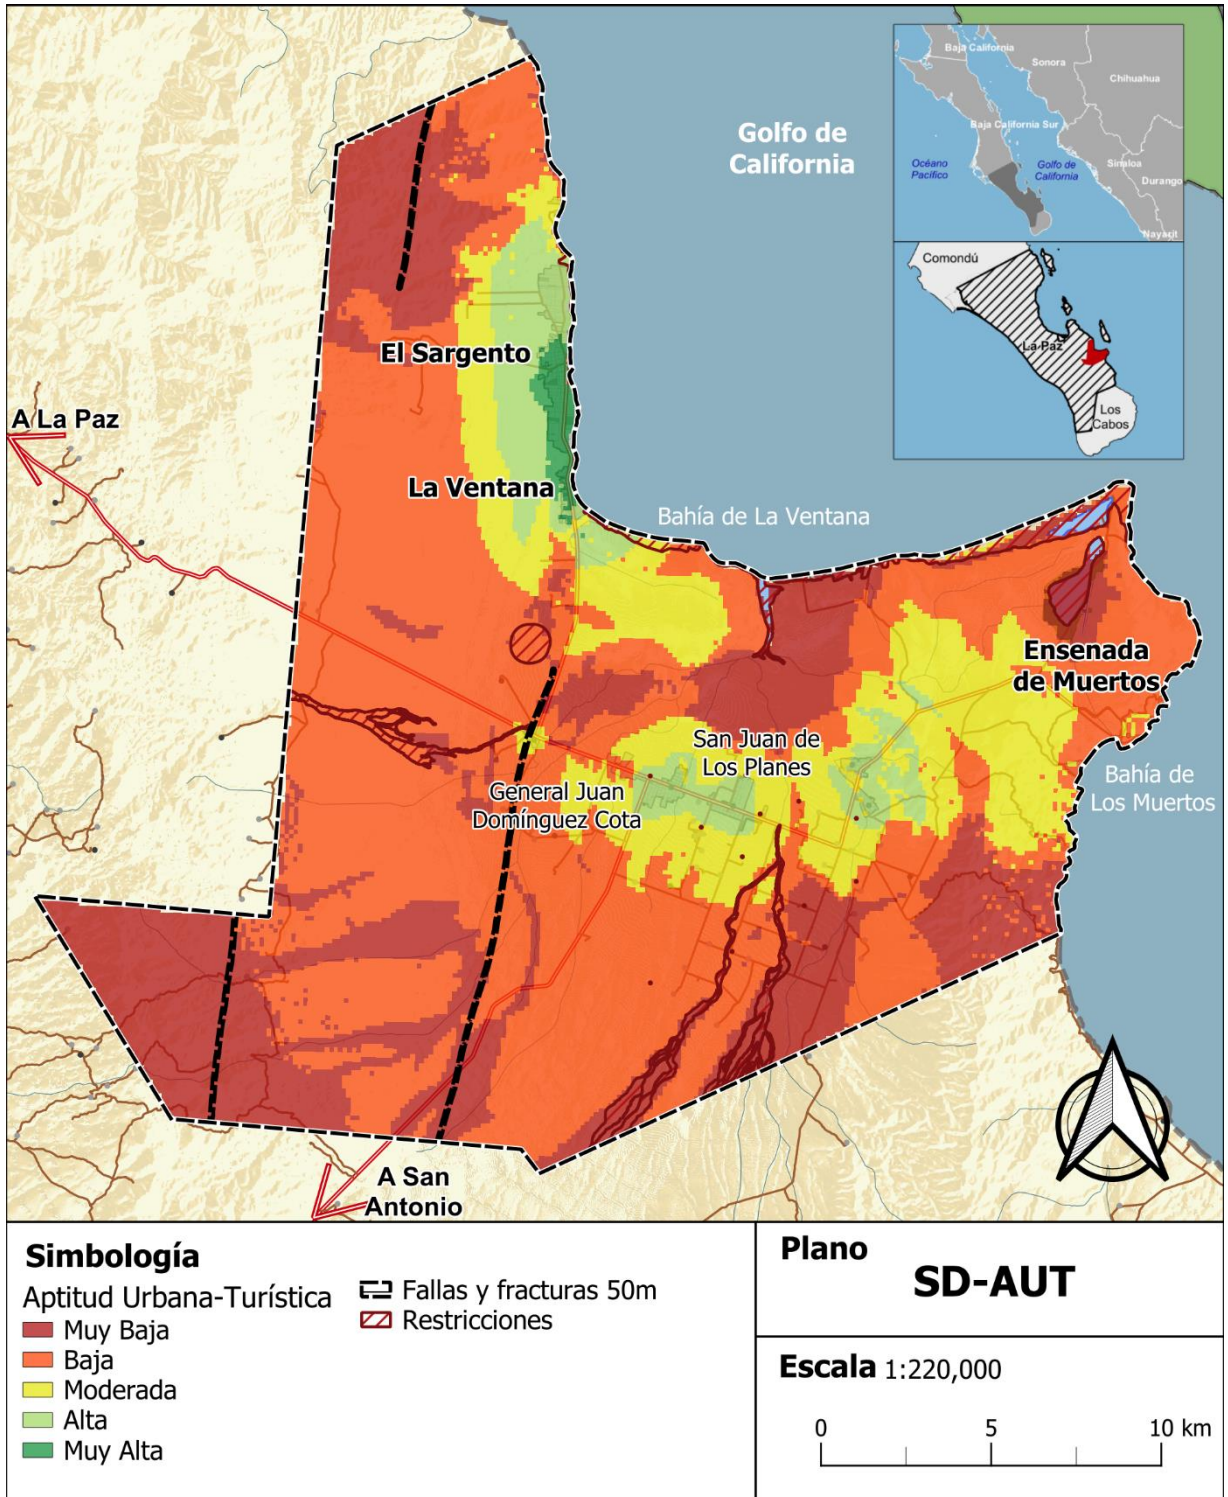 Baja California
Sonora
Chihuahua
Golfo de
California
Baja California Sur
Océano
Pacífico
Golfo de
California
Sinaloa
Durango
Nayarit
Comondú
La Paz
Los
Cabos
El Sargento
A La Paz
La Ventana
Bahía de La Ventana
Ensenada
de Muertos
San Juan de
Los Planes
General Juan
Domínguez Cota
Bahía de
Los Muertos
A San
Antonio
Simbología
Aptitud Urbana-Turística
Muy Baja
Baja
Moderada
Alta
Muy Alta
Fallas y fracturas 50m
Restricciones
Plano
SD-AUT
Escala 1:220,000
0 5 10 km